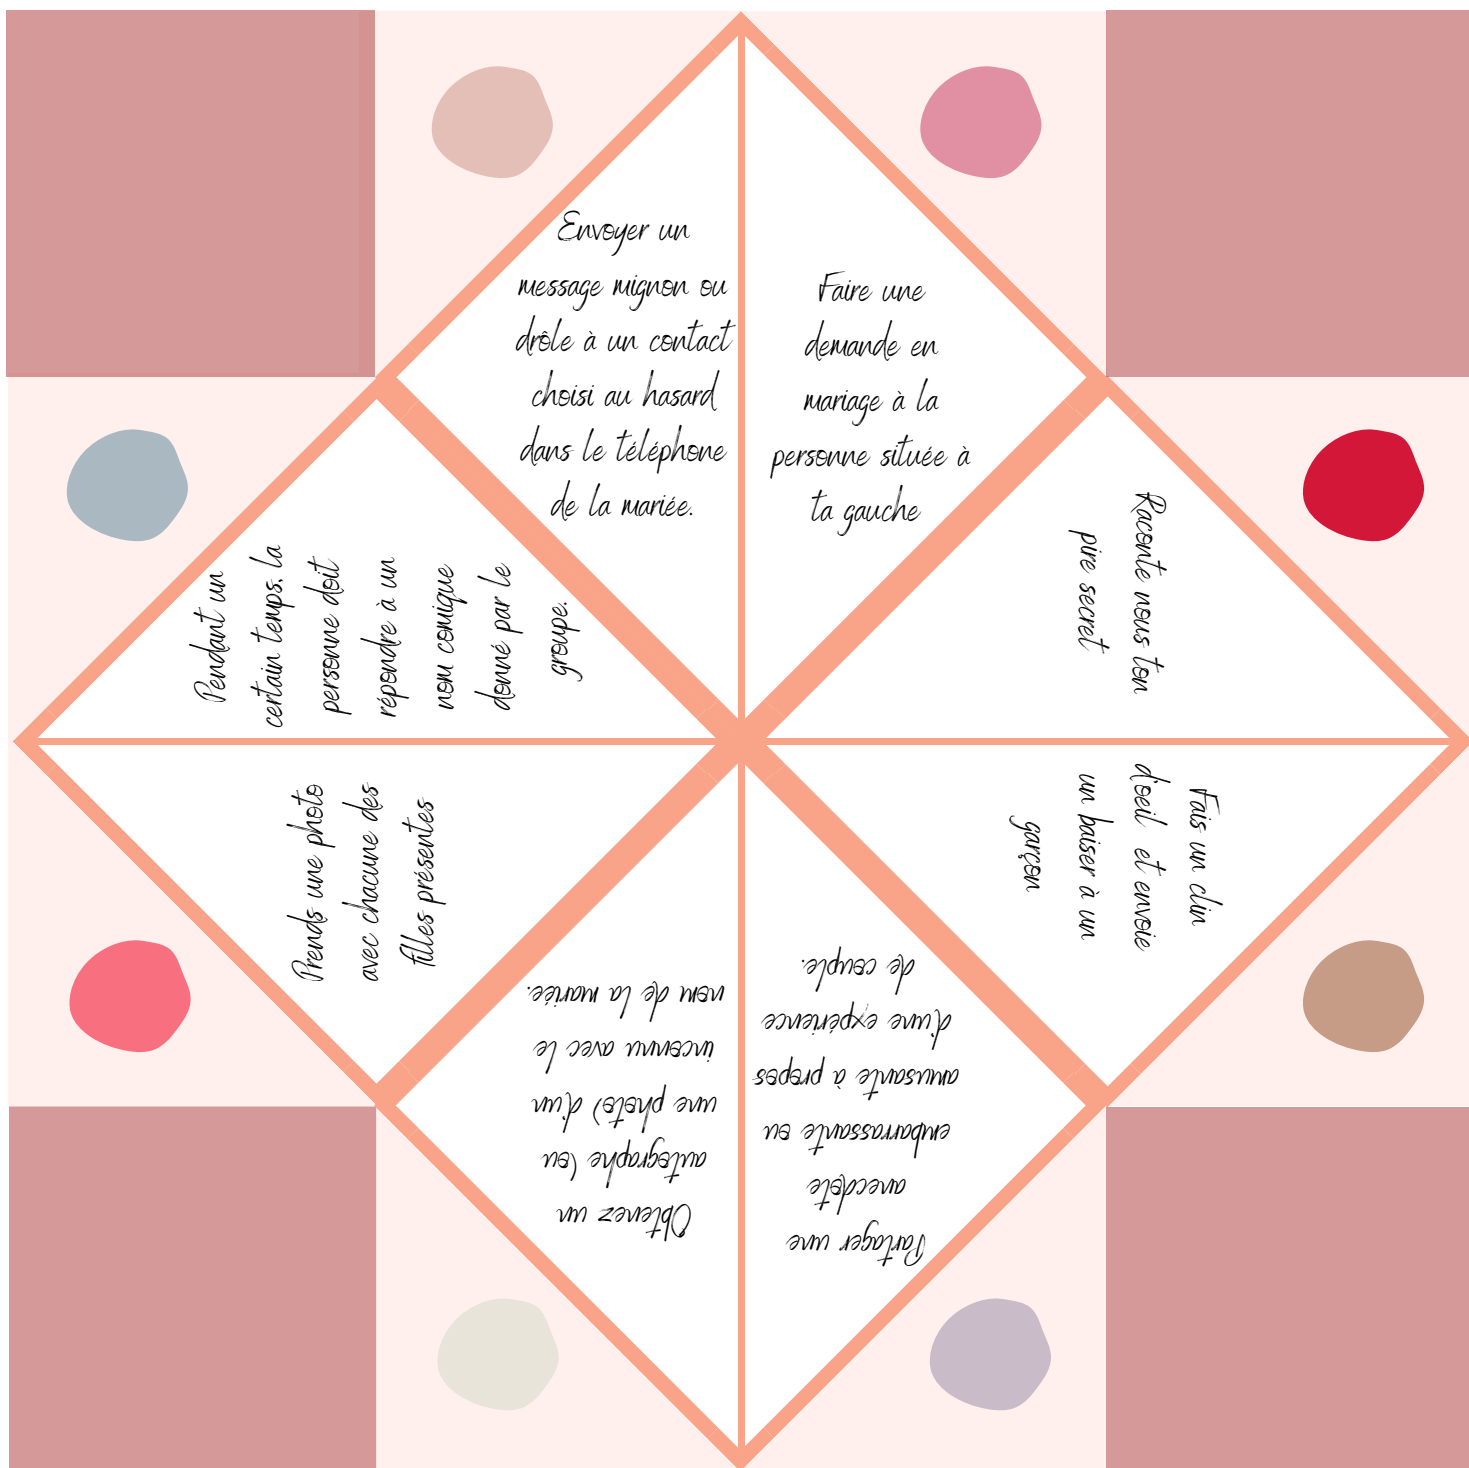 Envoyer un
message mignon ou
drôle à un contact
choisi au hasard
dans le téléphone
de la mariée.
Faire une
demande en
mariage à la
personne située à
ta gauche
Raconte nous ton
pire secret
Fais un clin
d'oeil et envoie
un baiser à un
garçon
Partager une
anecdote
embarrassante ou
amusante à propos
d'une expérience
de couple.
Obtenez un
autographe (ou
une photo) d'un
inconnu avec le
nom de la mariée.
Prends une photo
avec chacune des
filles présentes
Pendant un
certain temps, la
personne doit
répondre à un
nom comique
donné par le
groupe.